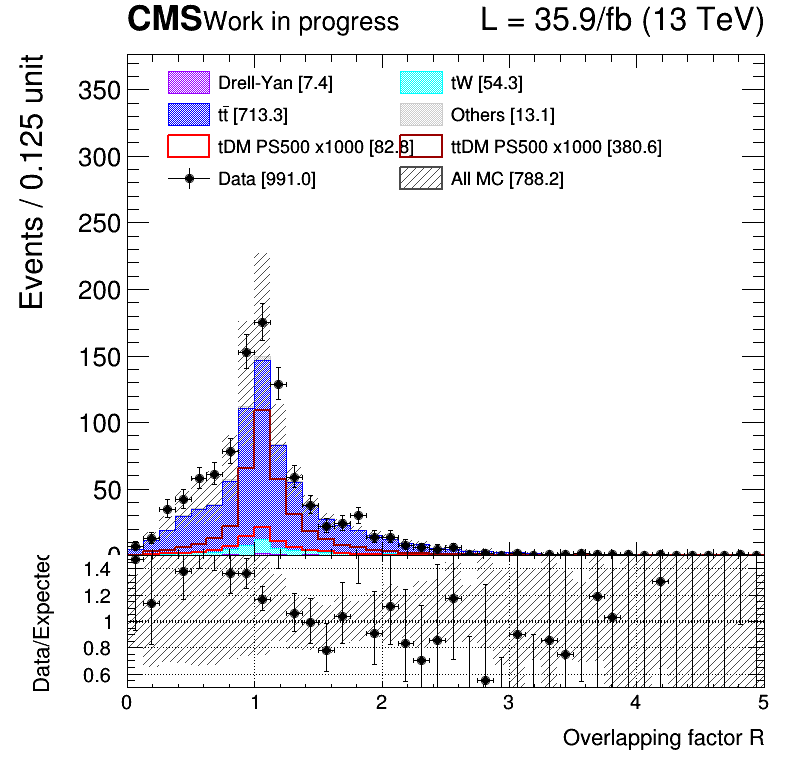 CMS Work in progress L = 35.9/fb (13 TeV)
Events / 0.125 unit
350
300
250
200
150
100
50
0
Drell-Yan [7.4] tW [54.3]
tt̄ [713.3] Others [13.1]
tDM PS500 x1000 [82.8] ttDM PS500 x1000 [380.6]
Data [991.0] All MC [788.2]
Data/Expected
1.4
1.2
1
0.8
0.6
0 1 2 3 4 5
Overlapping factor R